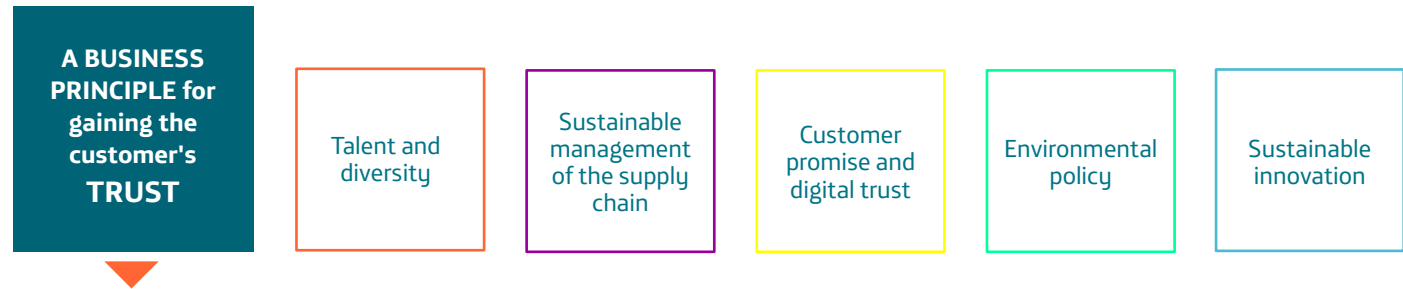 A BUSINESS
PRINCIPLE for
gaining the
customer's
TRUST
Talent and
diversity
Sustainable
management
of the supply
chain
Customer
promise and
digital trust
Environmental
policy
Sustainable
innovation